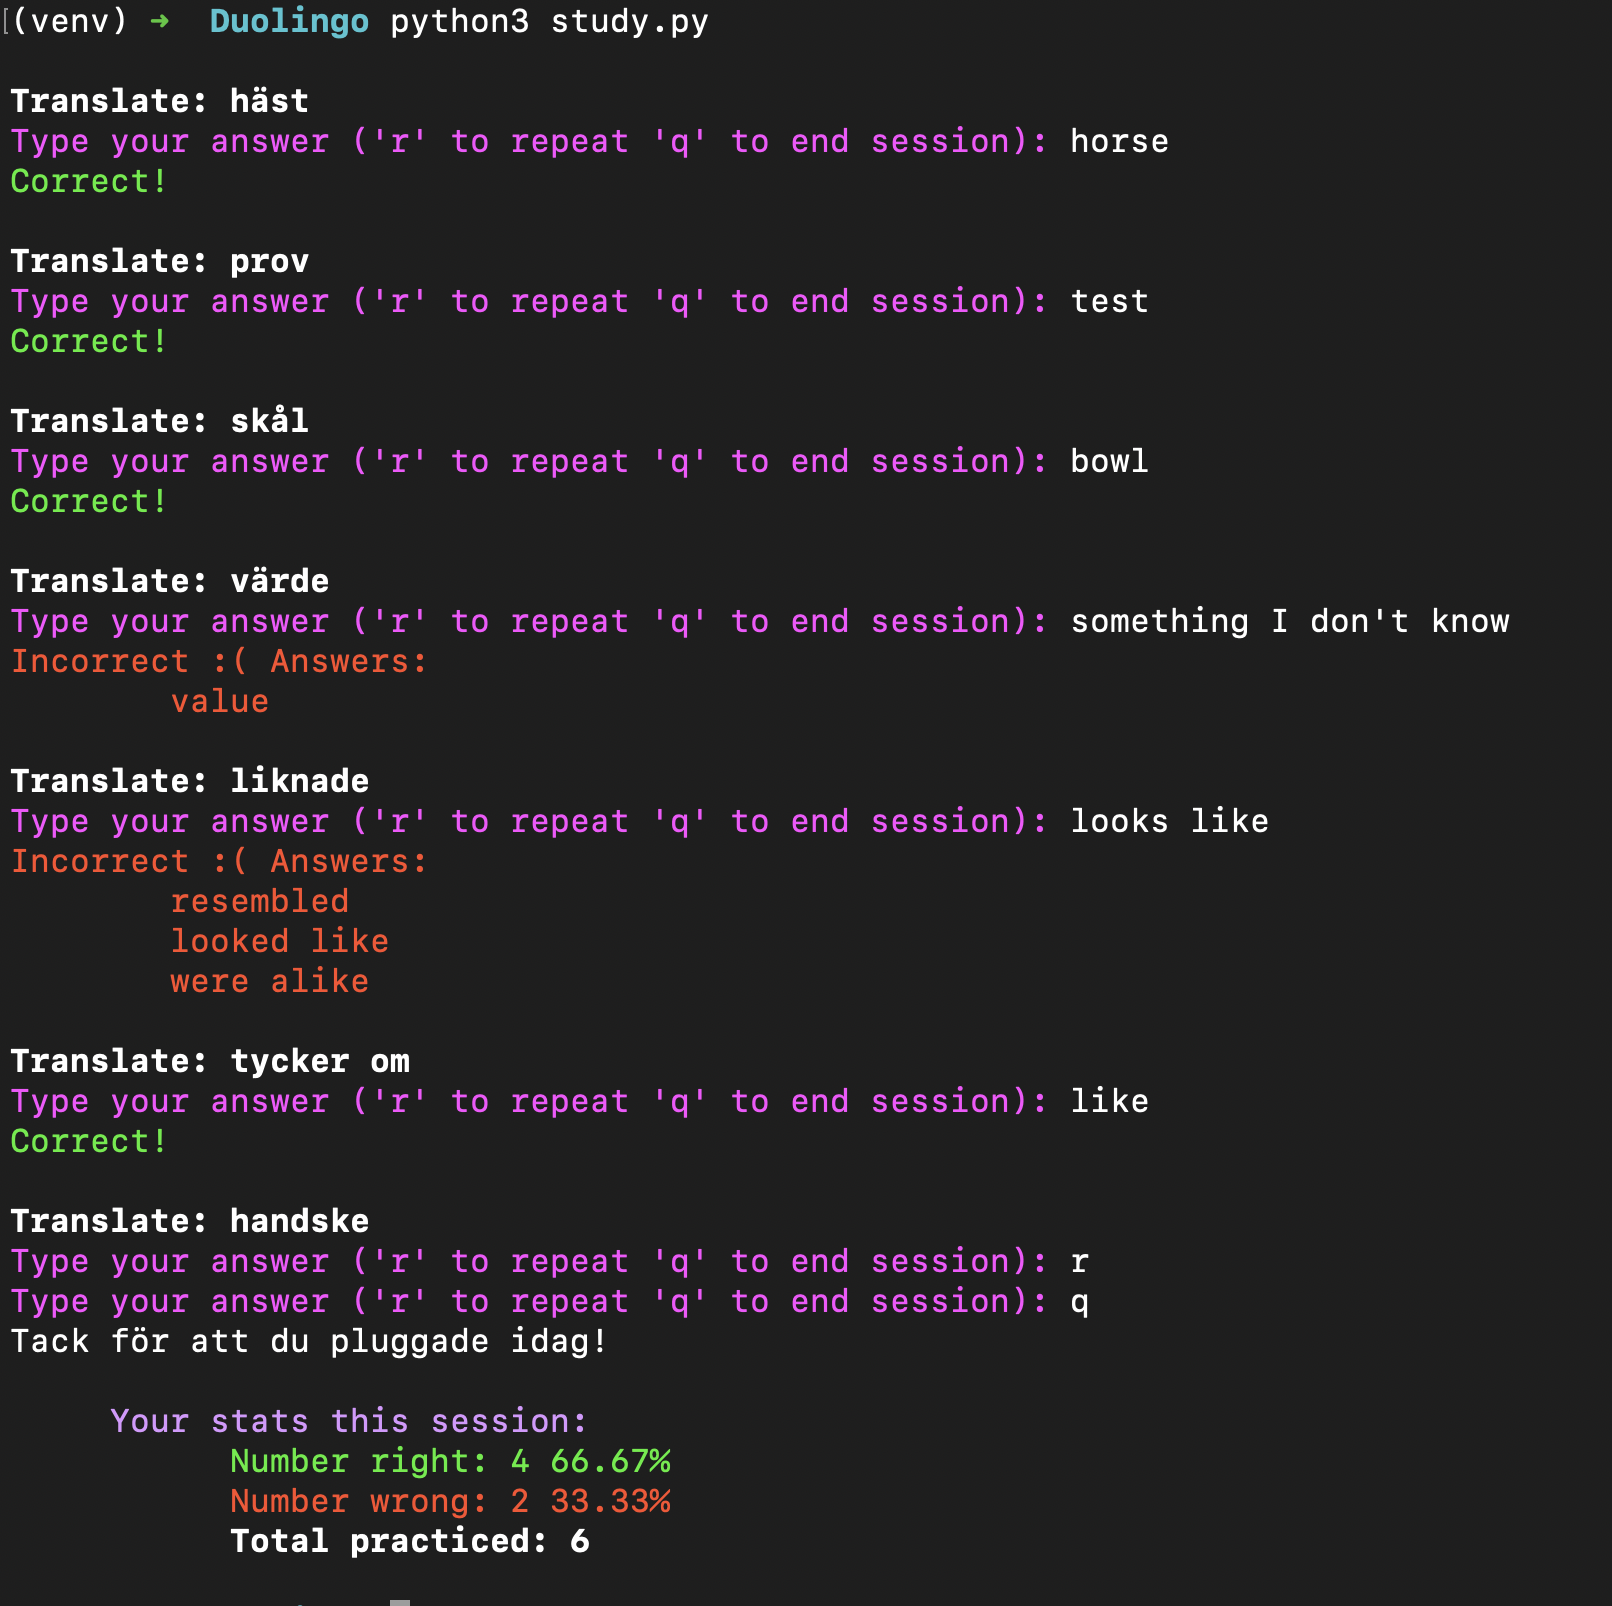 (venv) ➜ Duolingo python3 study.py
Translate: häst
Type your answer ('r' to repeat 'q' to end session): horse
Correct!
Translate: prov
Type your answer ('r' to repeat 'q' to end session): test
Correct!
Translate: skål
Type your answer ('r' to repeat 'q' to end session): bowl
Correct!
Translate: värde
Type your answer ('r' to repeat 'q' to end session): something I don't know
Incorrect :( Answers:
value
Translate: liknade
Type your answer ('r' to repeat 'q' to end session): looks like
Incorrect :( Answers:
resembled
looked like
were alike
Translate: tycker om
Type your answer ('r' to repeat 'q' to end session): like
Correct!
Translate: handske
Type your answer ('r' to repeat 'q' to end session): r
Type your answer ('r' to repeat 'q' to end session): q
Tack för att du pluggade idag!
Your stats this session:
Number right: 4 66.67%
Number wrong: 2 33.33%
Total practiced: 6